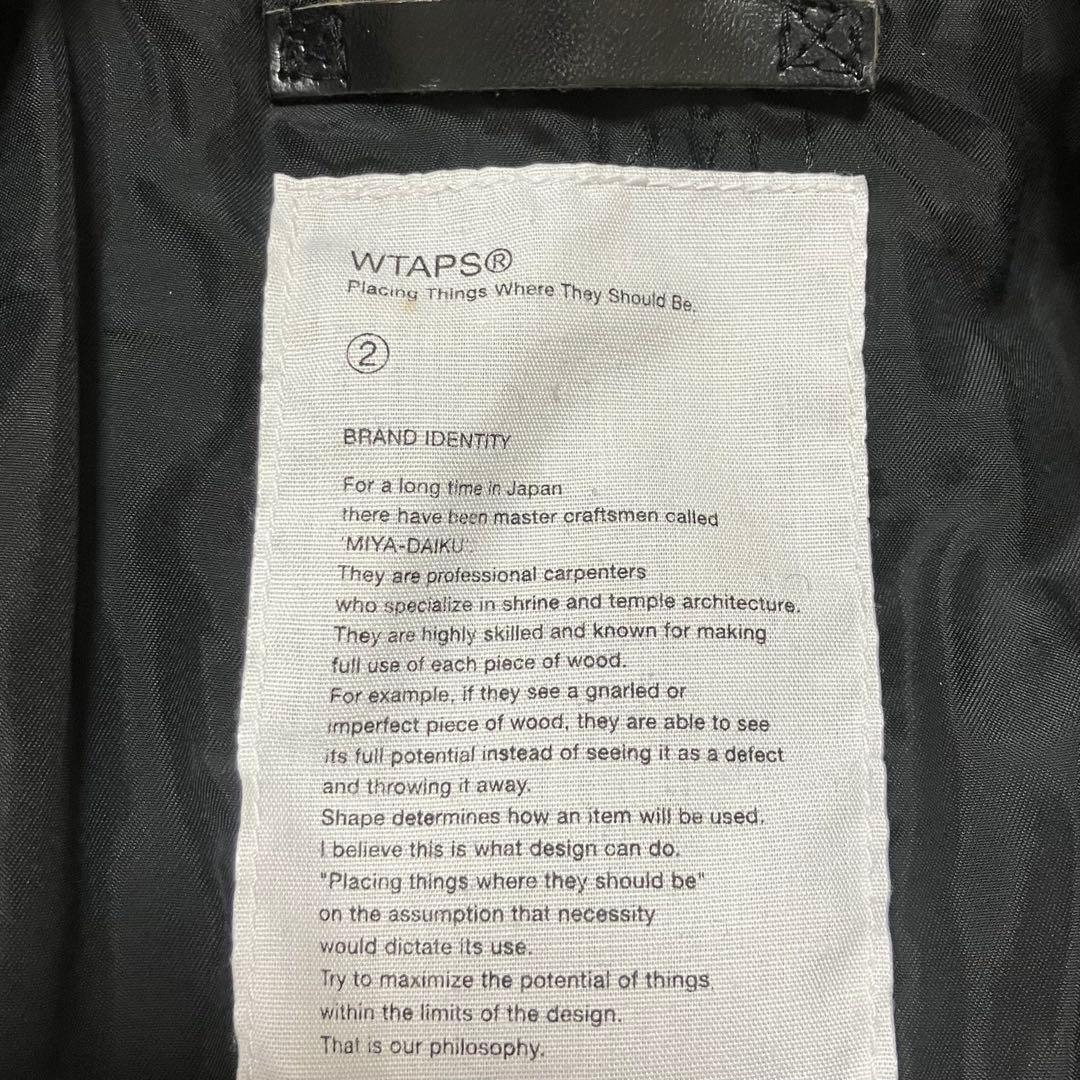 WTAPS®
Placing Things Where They Should Be.
②
BRAND IDENTITY
For a long time in Japan
there have been master craftsmen called
'MIYA-DAIKU'.
They are professional carpenters
who specialize in shrine and temple architecture.
They are highly skilled and known for making
full use of each piece of wood.
For example, if they see a gnarled or
imperfect piece of wood, they are able to see
its full potential instead of seeing it as a defect
and throwing it away.
Shape determines how an item will be used.
I believe this is what design can do.
"Placing things where they should be"
on the assumption that necessity
would dictate its use.
Try to maximize the potential of things
within the limits of the design.
That is our philosophy.